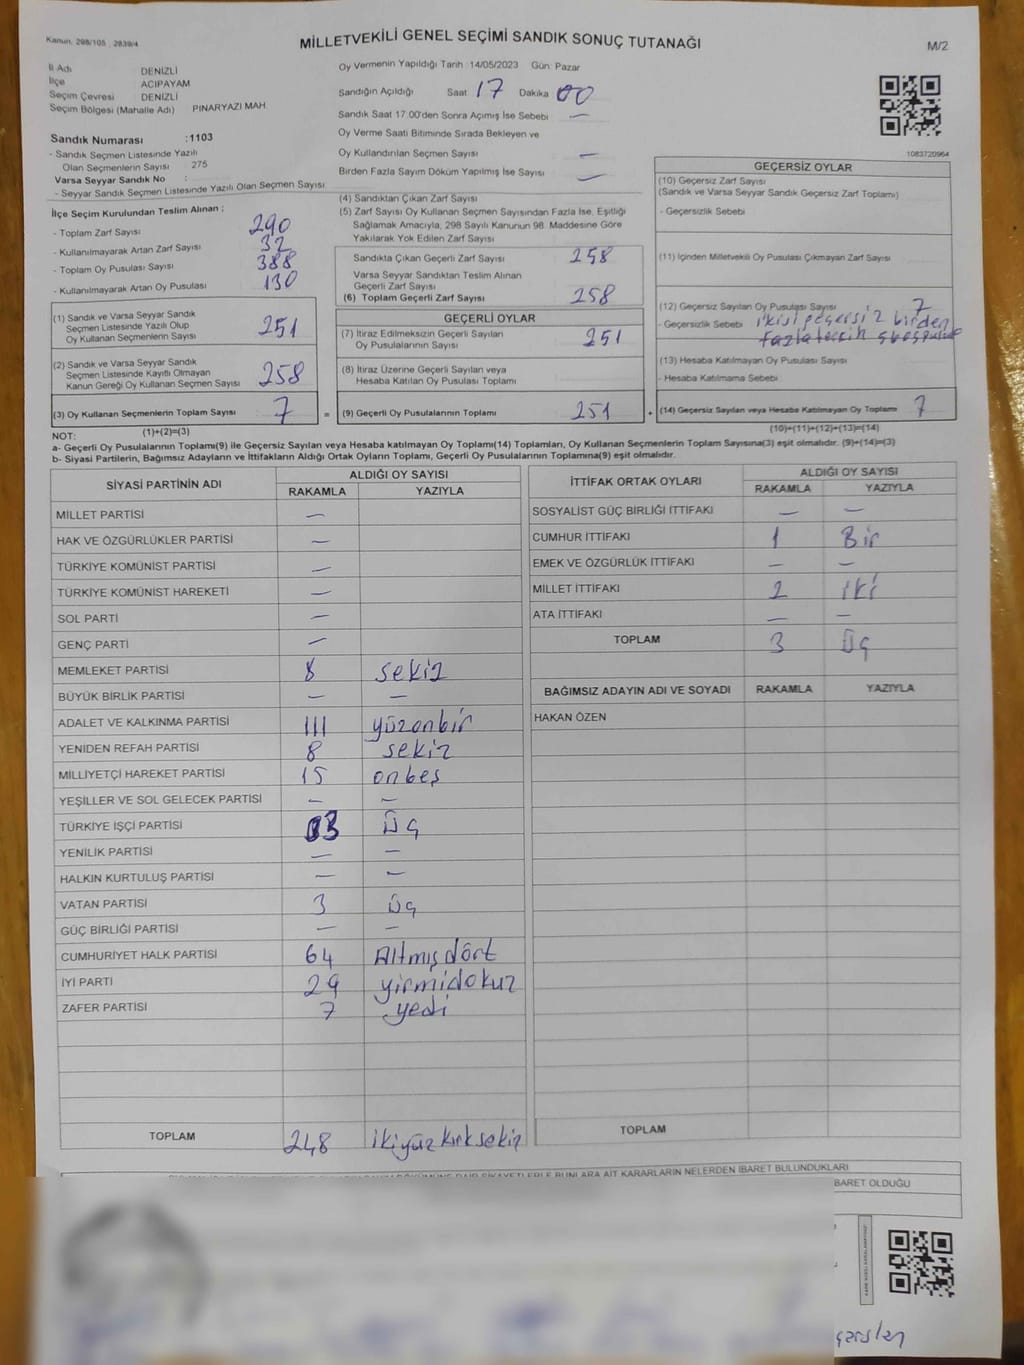 Kanun, 298/105 , 2839/4
MİLLETVEKİLİ GENEL SEÇİMİ SANDIK SONUÇ TUTANAĞI
M/2
İl Adı DENİZLİ
İlçe ACIPAYAM
Seçim Çevresi DENİZLİ
Seçim Bölgesi (Mahalle Adı) PINARYAZI MAH.
Sandık Numarası :1103
- Sandık Seçmen Listesinde Yazılı
Olan Seçmenlerin Sayısı 275
Varsa Seyyar Sandık No :
- Seyyar Sandık Seçmen Listesinde Yazılı Olan Seçmen Sayısı
Oy Vermenin Yapıldığı Tarih :14/05/2023 Gün: Pazar
Sandığın Açıldığı Saat 17 Dakika 00
Sandık Saat 17.00'den Sonra Açımış İse Sebebi —
Oy Verme Saati Bitiminde Sırada Bekleyen ve
Oy Kullandırılan Seçmen Sayısı —
Birden Fazla Sayım Döküm Yapılmış İse Sayısı —
1083720964
İlçe Seçim Kurulundan Teslim Alınan ;
- Toplam Zarf Sayısı 290
- Kullanılmayarak Artan Zarf Sayısı 32
- Toplam Oy Pusulası Sayısı 388
- Kullanılmayarak Artan Oy Pusulası 130
(1) Sandık ve Varsa Seyyar Sandık
Seçmen Listesinde Yazılı Olup
Oy Kullanan Seçmenlerin Sayısı 251
(2) Sandık ve Varsa Seyyar Sandık
Seçmen Listesinde Kayıtlı Olmayan
Kanun Gereği Oy Kullanan Seçmen Sayısı 258
(3) Oy Kullanan Seçmenlerin Toplam Sayısı 7 =
(1)+(2)=(3)
(4) Sandıktan Çıkan Zarf Sayısı
(5) Zarf Sayısı Oy Kullanan Seçmen Sayısından Fazla İse, Eşitliği
Sağlamak Amacıyla, 298 Sayılı Kanunun 98. Maddesine Göre
Yakılarak Yok Edilen Zarf Sayısı
Sandıkta Çıkan Geçerli Zarf Sayısı 258
Varsa Seyyar Sandıktan Teslim Alınan
Geçerli Zarf Sayısı
(6) Toplam Geçerli Zarf Sayısı 258
GEÇERLİ OYLAR
(7) İtiraz Edilmeksizin Geçerli Sayılan
Oy Pusulalarının Sayısı 251
(8) İtiraz Üzerine Geçerli Sayılan veya
Hesaba Katılan Oy Pusulası Toplamı
(9) Geçerli Oy Pusulalarının Toplamı 251 +
GEÇERSİZ OYLAR
(10) Geçersiz Zarf Sayısı
(Sandık ve Varsa Seyyar Sandık Geçersiz Zarf Toplamı)
- Geçersizlik Sebebi
(11) İçinden Milletvekili Oy Pusulası Çıkmayan Zarf Sayısı
(12) Geçersiz Sayılan Oy Pusulası Sayısı 7
- Geçersizlik Sebebi ikisi geçersiz birden
fazla tercih
(13) Hesaba Katılmayan Oy Pusulası Sayısı
- Hesaba Katılmama Sebebi
(14) Geçersiz Sayılan veya Hesaba Katılmayan Oy Toplamı 7
(10)+(11)+(12)+(13)=(14)
NOT:
a- Geçerli Oy Pusulalarının Toplamı(9) ile Geçersiz Sayılan veya Hesaba katılmayan Oy Toplamı(14) Toplamları, Oy Kullanan Seçmenlerin Toplam Sayısına(3) eşit olmalıdır. (9)+(14)=(3)
b- Siyasi Partilerin, Bağımsız Adayların ve İttifakların Aldığı Ortak Oyların Toplamı, Geçerli Oy Pusulalarının Toplamına(9) eşit olmalıdır.
SİYASİ PARTİNİN ADI ALDIĞI OY SAYISI
RAKAMLA YAZIYLA
MİLLET PARTİSİ —
HAK VE ÖZGÜRLÜKLER PARTİSİ —
TÜRKİYE KOMÜNİST PARTİSİ —
TÜRKİYE KOMÜNİST HAREKETİ —
SOL PARTİ —
GENÇ PARTİ —
MEMLEKET PARTİSİ 8 sekiz
BÜYÜK BİRLİK PARTİSİ — —
ADALET VE KALKINMA PARTİSİ 111 yüzonbir
YENİDEN REFAH PARTİSİ 8 sekiz
MİLLİYETÇİ HAREKET PARTİSİ 15 onbeş
YEŞİLLER VE SOL GELECEK PARTİSİ — —
TÜRKİYE İŞÇİ PARTİSİ 3 Üç
YENİLİK PARTİSİ — —
HALKIN KURTULUŞ PARTİSİ — —
VATAN PARTİSİ 3 Üç
GÜÇ BİRLİĞİ PARTİSİ — —
CUMHURİYET HALK PARTİSİ 64 Altmışdört
İYİ PARTİ 29 yirmidokuz
ZAFER PARTİSİ 7 yedi
TOPLAM 248 ikiyüzkırksekiz
İTTİFAK ORTAK OYLARI ALDIĞI OY SAYISI
RAKAMLA YAZIYLA
SOSYALİST GÜÇ BİRLİĞİ İTTİFAKI — —
CUMHUR İTTİFAKI 1 Bir
EMEK VE ÖZGÜRLÜK İTTİFAKI — —
MİLLET İTTİFAKI 2 iki
ATA İTTİFAKI — —
TOPLAM 3 Üç
BAĞIMSIZ ADAYIN ADI VE SOYADI RAKAMLA YAZIYLA
HAKAN ÖZEN
TOPLAM
DAİR ŞİKAYETLERLE BUNLARA AİT KARARLARIN NELERDEN İBARET BULUNDUKLARI
BARET OLDUĞU